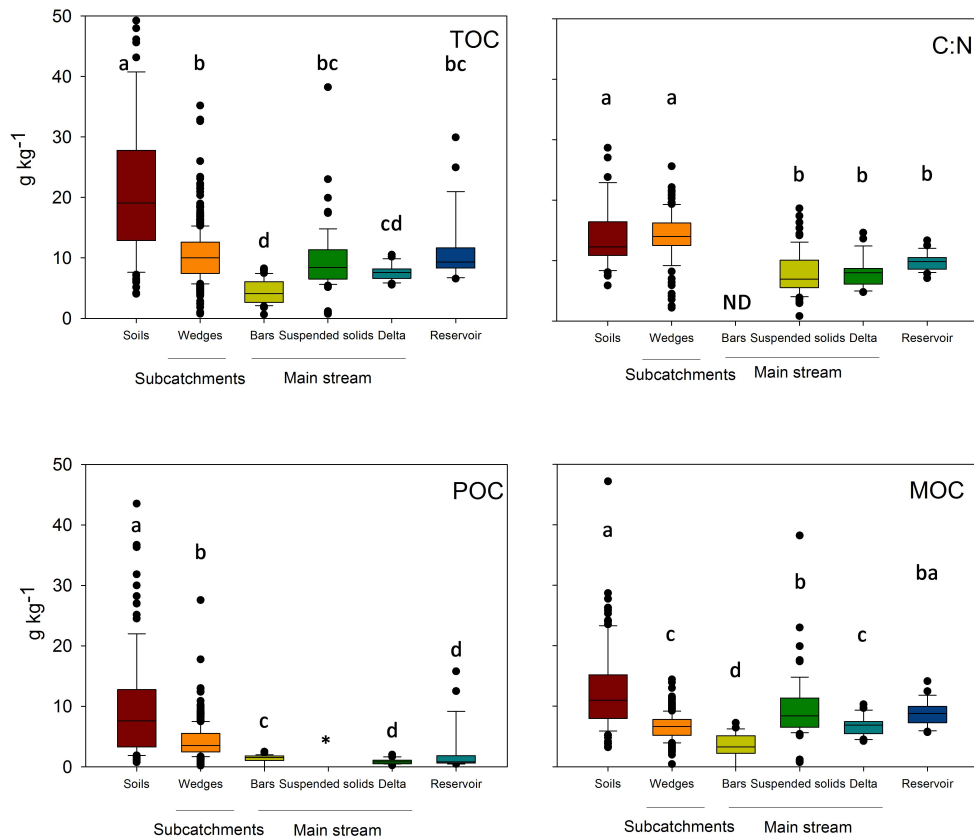 TOC
50
40
30
20
10
0
g kg-1
a b d bc cd bc
Soils Wedges Bars Suspended solids Delta Reservoir
Subcatchments Main stream
C:N
a a ND b b b
Soils Wedges Bars Suspended solids Delta Reservoir
Subcatchments Main stream
POC
50
40
30
20
10
0
g kg-1
a b c * d d
Soils Wedges Bars Suspended solids Delta Reservoir
Subcatchments Main stream
MOC
a c d b c ba
Soils Wedges Bars Suspended solids Delta Reservoir
Subcatchments Main stream